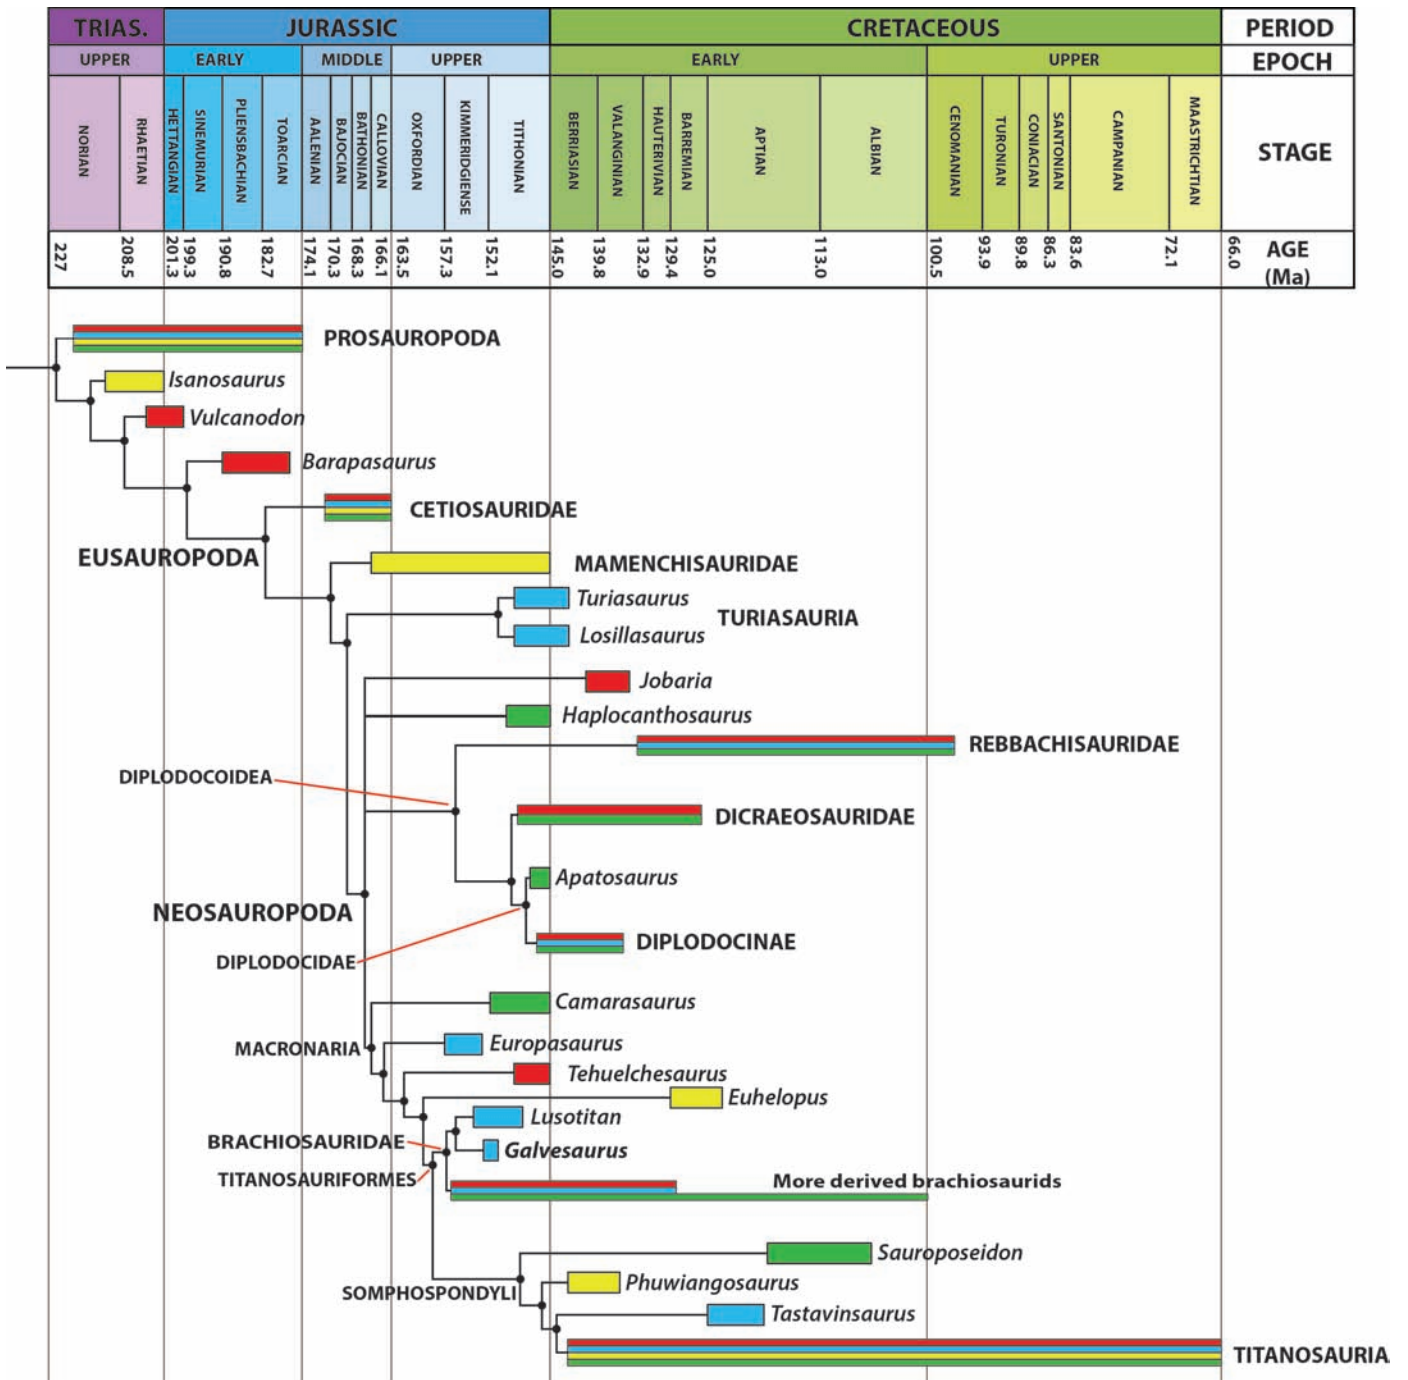 TRIAS. JURASSIC CRETACEOUS PERIOD
UPPER EARLY MIDDLE UPPER EARLY UPPER EPOCH
NORIAN RHAETIAN HETTANGIAN SINEMURIAN PLIENSBACHIAN TOARCIAN AALENIAN BAJOCIAN BATHONIAN CALLOVIAN OXFORDIAN KIMMERIDGIENSE TITHONIAN BERRIASIAN VALANGINIAN HAUTERIVIAN BARREMIAN APTIAN ALBIAN CENOMANIAN TURONIAN CONIACIAN SANTONIAN CAMPANIAN MAASTRICHTIAN STAGE
227 208.5 201.3 199.3 190.8 182.7 174.1 170.3 168.3 166.1 163.5 157.3 152.1 145.0 139.8 132.9 129.4 125.0 113.0 100.5 93.9 89.8 86.3 83.6 72.1 66.0 AGE
(Ma)
PROSAUROPODA
Isanosaurus
Vulcanodon
Barapasaurus
CETIOSAURIDAE
EUSAUROPODA
MAMENCHISAURIDAE
Turiasaurus
TURIASAURIA
Losillasaurus
Jobaria
Haplocanthosaurus
REBBACHISAURIDAE
DIPLODOCOIDEA
DICRAEOSAURIDAE
Apatosaurus
NEOSAUROPODA
DIPLODOCINAE
DIPLODOCIDAE
Camarasaurus
Europasaurus
MACRONARIA
Tehuelchesaurus
Euhelopus
Lusotitan
BRACHIOSAURIDAE
Galvesaurus
TITANOSAURIFORMES
More derived brachiosaurids
Sauroposeidon
Phuwiangosaurus
SOMPHOSPONDYLI
Tastavinsaurus
TITANOSAURIA